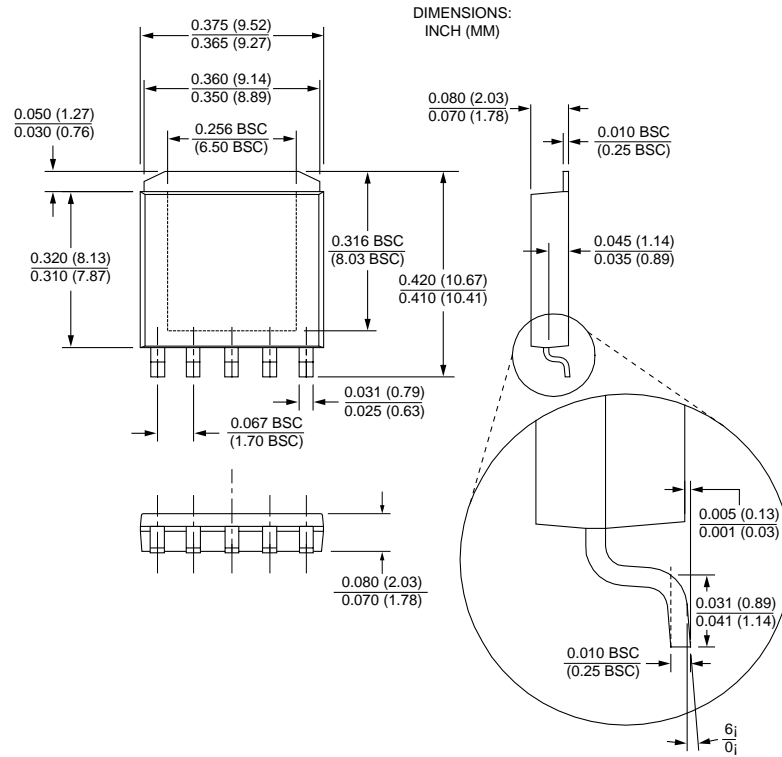 DIMENSIONS:
INCH (MM)
0.375 (9.52)
0.365 (9.27)
0.360 (9.14)
0.350 (8.89)
0.050 (1.27)
0.030 (0.76)
0.256 BSC
(6.50 BSC)
0.080 (2.03)
0.070 (1.78)
0.010 BSC
(0.25 BSC)
0.320 (8.13)
0.310 (7.87)
0.316 BSC
(8.03 BSC)
0.420 (10.67)
0.410 (10.41)
0.045 (1.14)
0.035 (0.89)
0.031 (0.79)
0.025 (0.63)
0.067 BSC
(1.70 BSC)
0.080 (2.03)
0.070 (1.78)
0.005 (0.13)
0.001 (0.03)
0.031 (0.89)
0.041 (1.14)
0.010 BSC
(0.25 BSC)
6¡
0¡